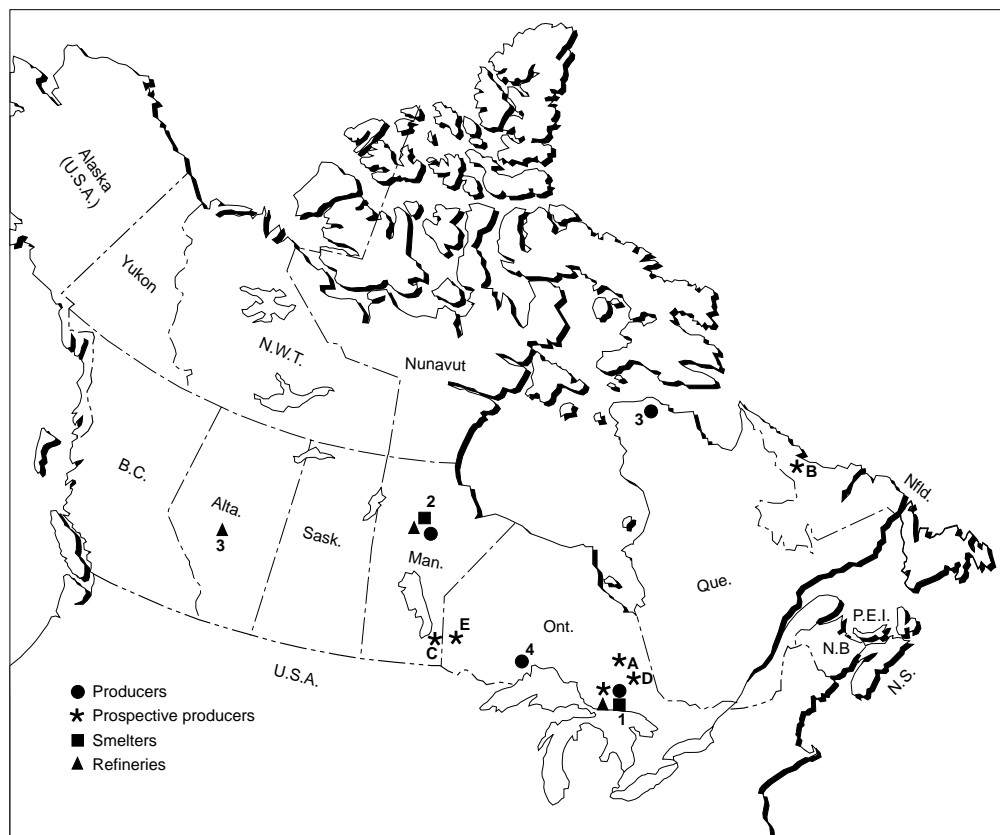 Alaska
(U.S.A.)
Yukon
N.W.T.
Nunavut
3
B
B.C.
Alta.
3
Sask.
2
Man.
Nfld.
Que.
P.E.I.
N.B
N.S.
Ont.
E
C
4
A
D
1
U.S.A.
Producers
Prospective producers
Smelters
Refineries